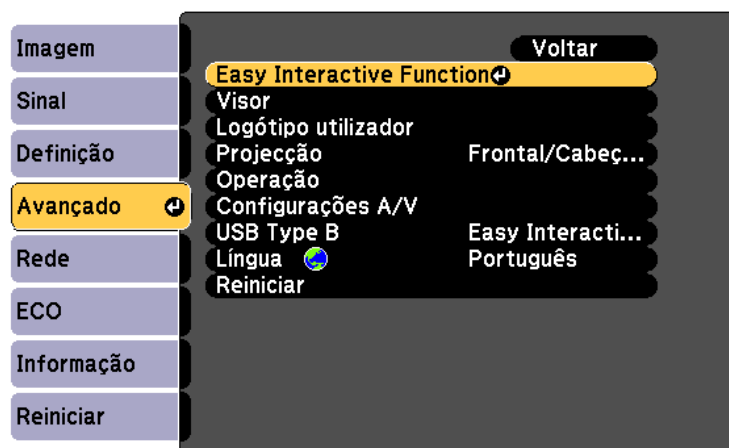 Imagem
Sinal
Definição
Avançado
Rede
ECO
Informação
Reiniciar
Voltar
Easy Interactive Function
Visor
Logótipo utilizador
Projecção Frontal/Cabeç...
Operação
Configurações A/V
USB Type B Easy Interacti...
Língua Português
Reiniciar